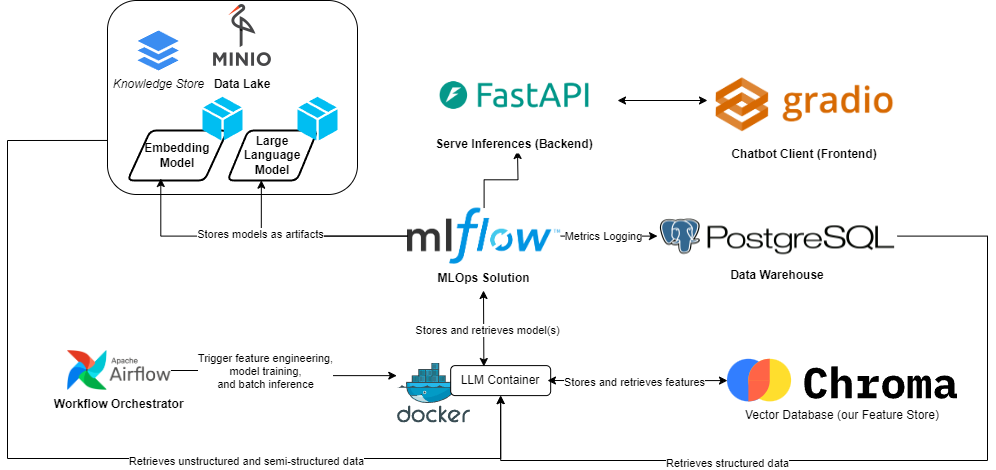 MINIO
Knowledge Store
Data Lake
Embedding
Model
Large
Language
Model
FastAPI
Serve Inferences (Backend)
gradio
Chatbot Client (Frontend)
Stores models as artifacts
mlflow™
MLOps Solution
Metrics Logging
PostgreSQL
Data Warehouse
Stores and retrieves model(s)
Apache
Airflow
Workflow Orchestrator
Trigger feature engineering,
model training,
and batch inference
docker
LLM Container
Stores and retrieves features
Chroma
Vector Database (our Feature Store)
Retrieves unstructured and semi-structured data
Retrieves structured data